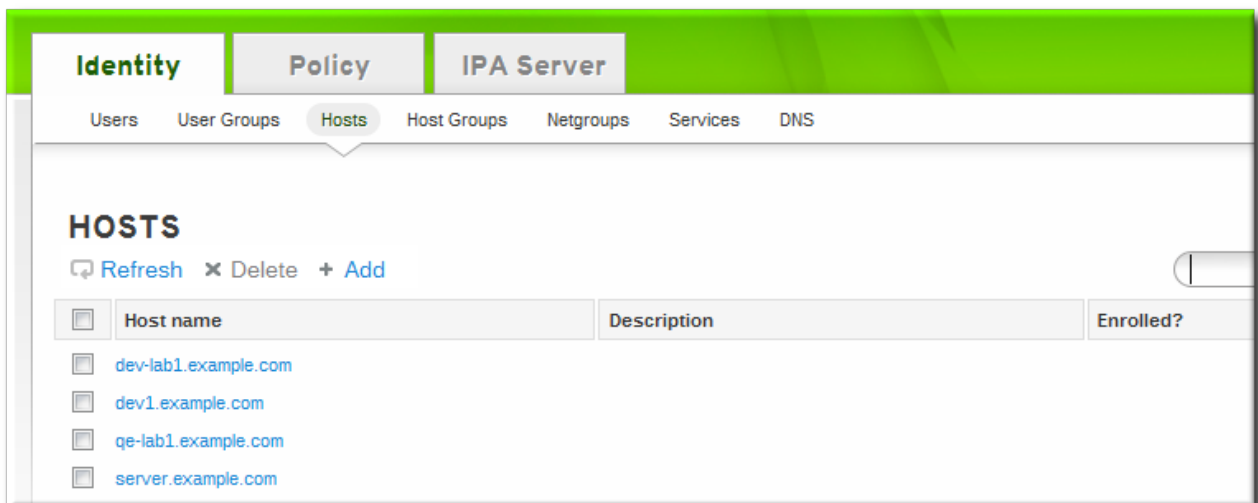 Identity Policy IPA Server
Users User Groups Hosts Host Groups Netgroups Services DNS
HOSTS
Refresh Delete Add
Host name Description Enrolled?
dev-lab1.example.com
dev1.example.com
qe-lab1.example.com
server.example.com